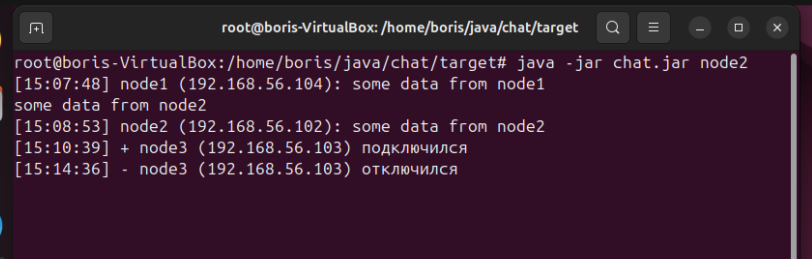 root@boris-VirtualBox: /home/boris/java/chat/target
root@boris-VirtualBox:/home/boris/java/chat/target# java -jar chat.jar node2
[15:07:48] node1 (192.168.56.104): some data from node1
some data from node2
[15:08:53] node2 (192.168.56.102): some data from node2
[15:10:39] + node3 (192.168.56.103) подключился
[15:14:36] - node3 (192.168.56.103) отключился